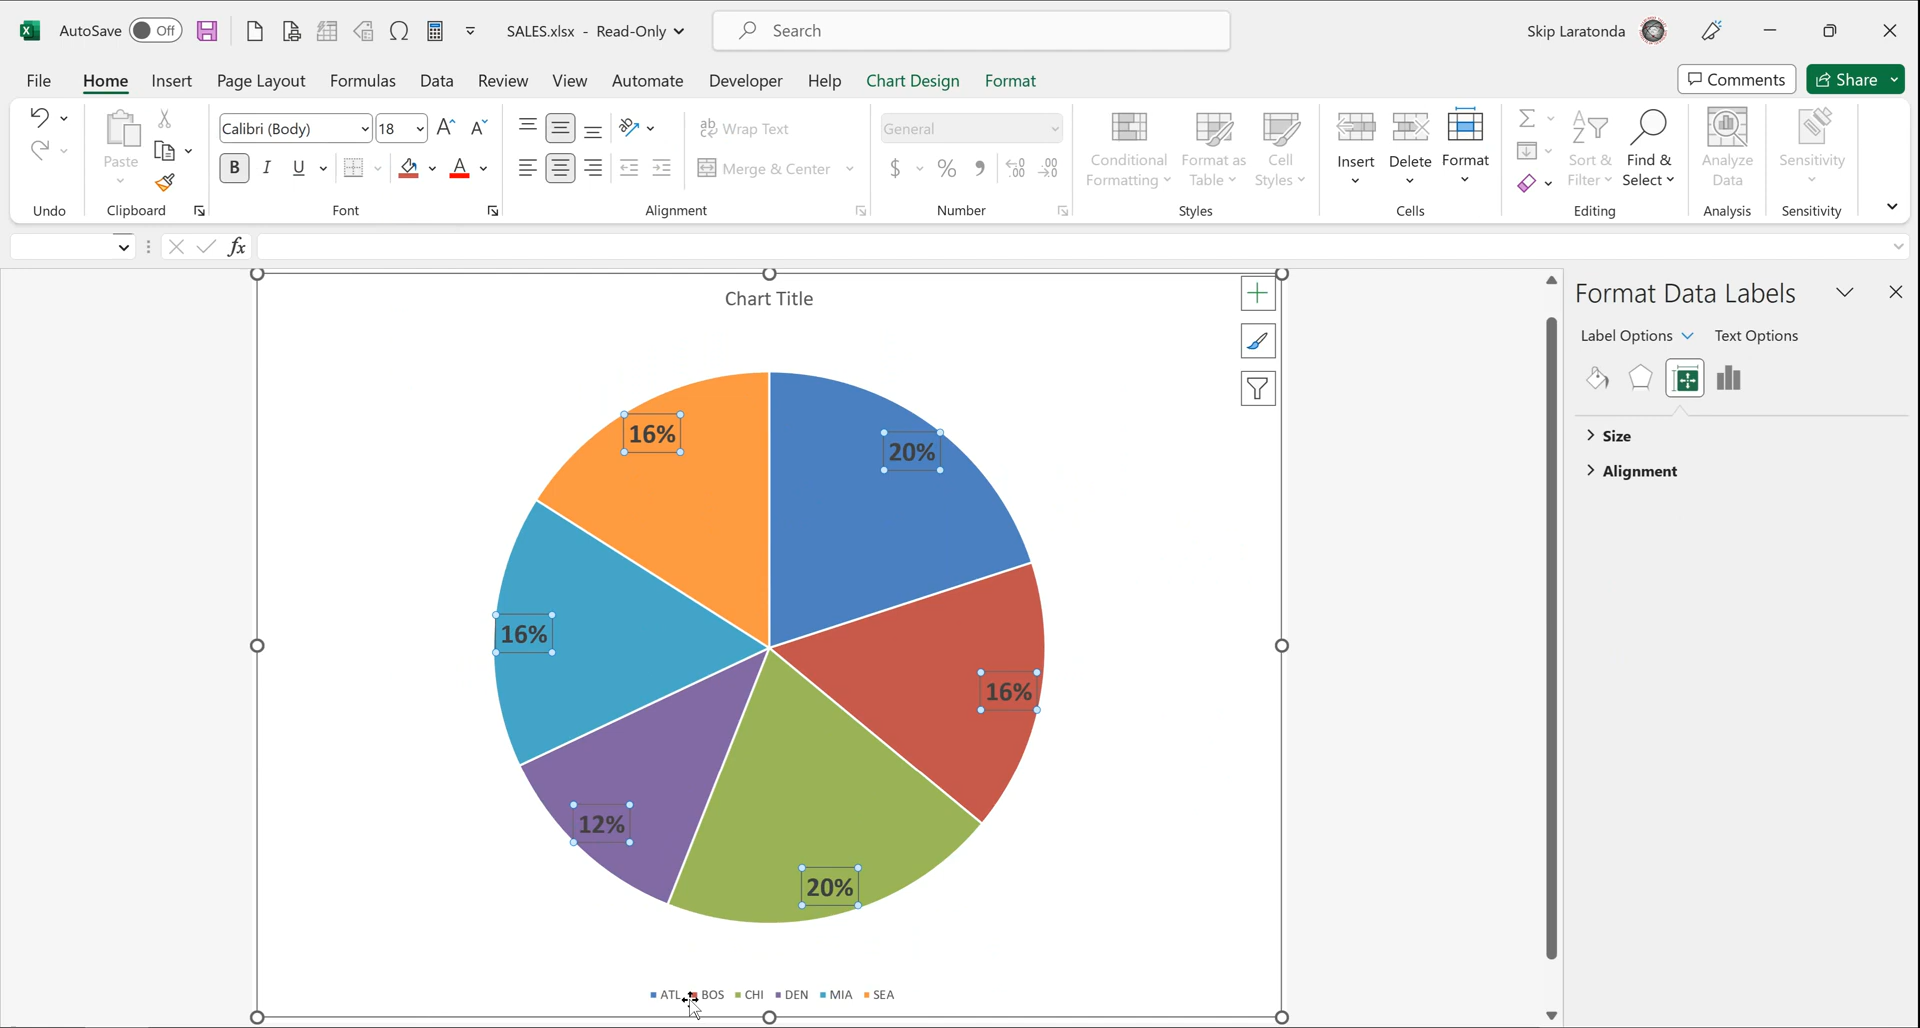 AutoSave Off SALES.xlsx - Read-Only Search Skip Laratonda
File Home Insert Page Layout Formulas Data Review View Automate Developer Help Chart Design Format Comments Share
Calibri (Body) 18 Wrap Text General
Paste B I U A Merge & Center $ % Conditional Formatting Format as Table Cell Styles Insert Delete Format Sort & Filter Find & Select Analyze Data Sensitivity
Undo Clipboard Font Alignment Number Styles Cells Editing Analysis Sensitivity
fx
Chart Title
Format Data Labels
Label Options Text Options
Size
Alignment
16%
20%
16%
16%
12%
20%
ATL BOS CHI DEN MIA SEA